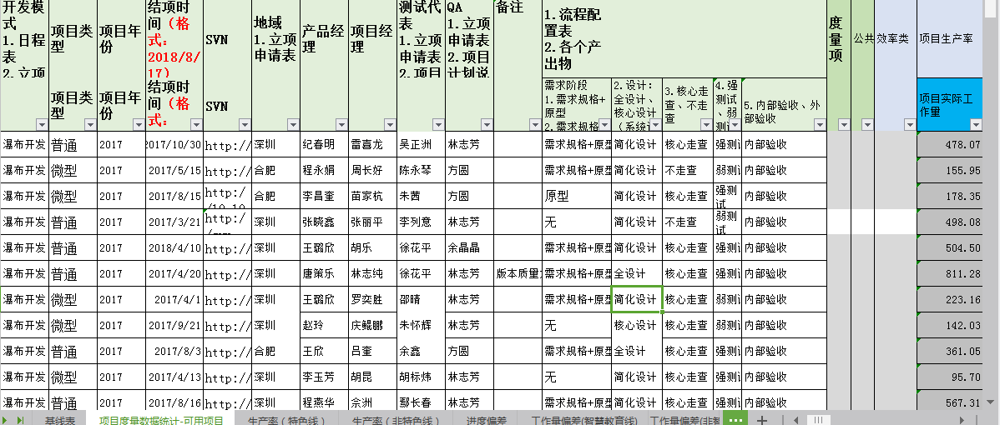 开发模式
1.日程表
2.立项
项目类型
项目年份
结项时间（格式：2018/8/17）
SVN
地域
1.立项申请表
产品经理
项目经理
测试代表
1.立项申请表
2.项目
QA
1.立项申请表
2.项目计划说
备注
1.流程配置表
2.各个产出物
度量项
公共
效率类
项目生产率
项目类型
项目年份
结项时间（格式：
SVN
需求阶段
1.需求规格+原型
2.需求规格
2.设计：全设计、核心设计（系统
3.核心走查、不走查
4.强测试、弱测试
5.内部验收、外部验收
项目实际工作量
瀑布开发 普通 2017 2017/10/30 http:// 深圳 纪春明 雷喜龙 吴正洲 林志芳 需求规格+原型 简化设计 核心走查 强测试 内部验收 478.07
瀑布开发 微型 2017 2017/5/15 http:// 合肥 程永娟 周长好 陈永琴 方圆 需求规格+原型 简化设计 不走查 弱测试 内部验收 155.95
瀑布开发 微型 2017 2017/8/15 http://10.10 合肥 李昌奎 苗家杭 朱茜 方圆 原型 简化设计 核心走查 强测试 内部验收 178.35
瀑布开发 普通 2017 2017/3/21 http:/ 深圳 张晓鑫 张丽平 李列意 林志芳 无 简化设计 不走查 弱测试 内部验收 498.08
瀑布开发 普通 2017 2018/4/10 http:// 深圳 王璐欣 胡乐 徐花平 余晶晶 需求规格+原型 简化设计 核心走查 强测试 内部验收 504.50
瀑布开发 普通 2017 2017/4/20 http:// 深圳 唐策乐 林志纯 徐花平 林志芳 版本质量 需求规格+原型 全设计 核心走查 强测试 内部验收 811.28
瀑布开发 微型 2017 2017/4/1 http:// 深圳 王璐欣 罗奕胜 邵晴 林志芳 需求规格+原型 简化设计 核心走查 弱测试 内部验收 223.16
瀑布开发 微型 2017 2017/9/21 http:// 深圳 赵玲 庆鲲鹏 朱怀辉 林志芳 无 核心设计 核心走查 弱测试 内部验收 142.03
瀑布开发 普通 2017 2017/8/3 http:// 合肥 王欣 吕奎 余鑫 方圆 需求规格+原型 全设计 核心走查 强测试 内部验收 361.05
瀑布开发 微型 2017 2017/4/13 http:// 深圳 李玉芳 胡昆 胡标炜 林志芳 无 简化设计 核心走查 强测试 内部验收 95.70
瀑布开发 普通 2017 2017/8/16 http:// 深圳 程燕华 佘洲 鄢长春 林志芳 需求规格+原型 简化设计 核心走查 强测试 内部验收 567.31
基线表 项目度量数据统计-可用项目 生产率（特色线） 生产率（非特色线） 进度偏差 工作量偏差(智慧教育线) 工作量偏差(非智